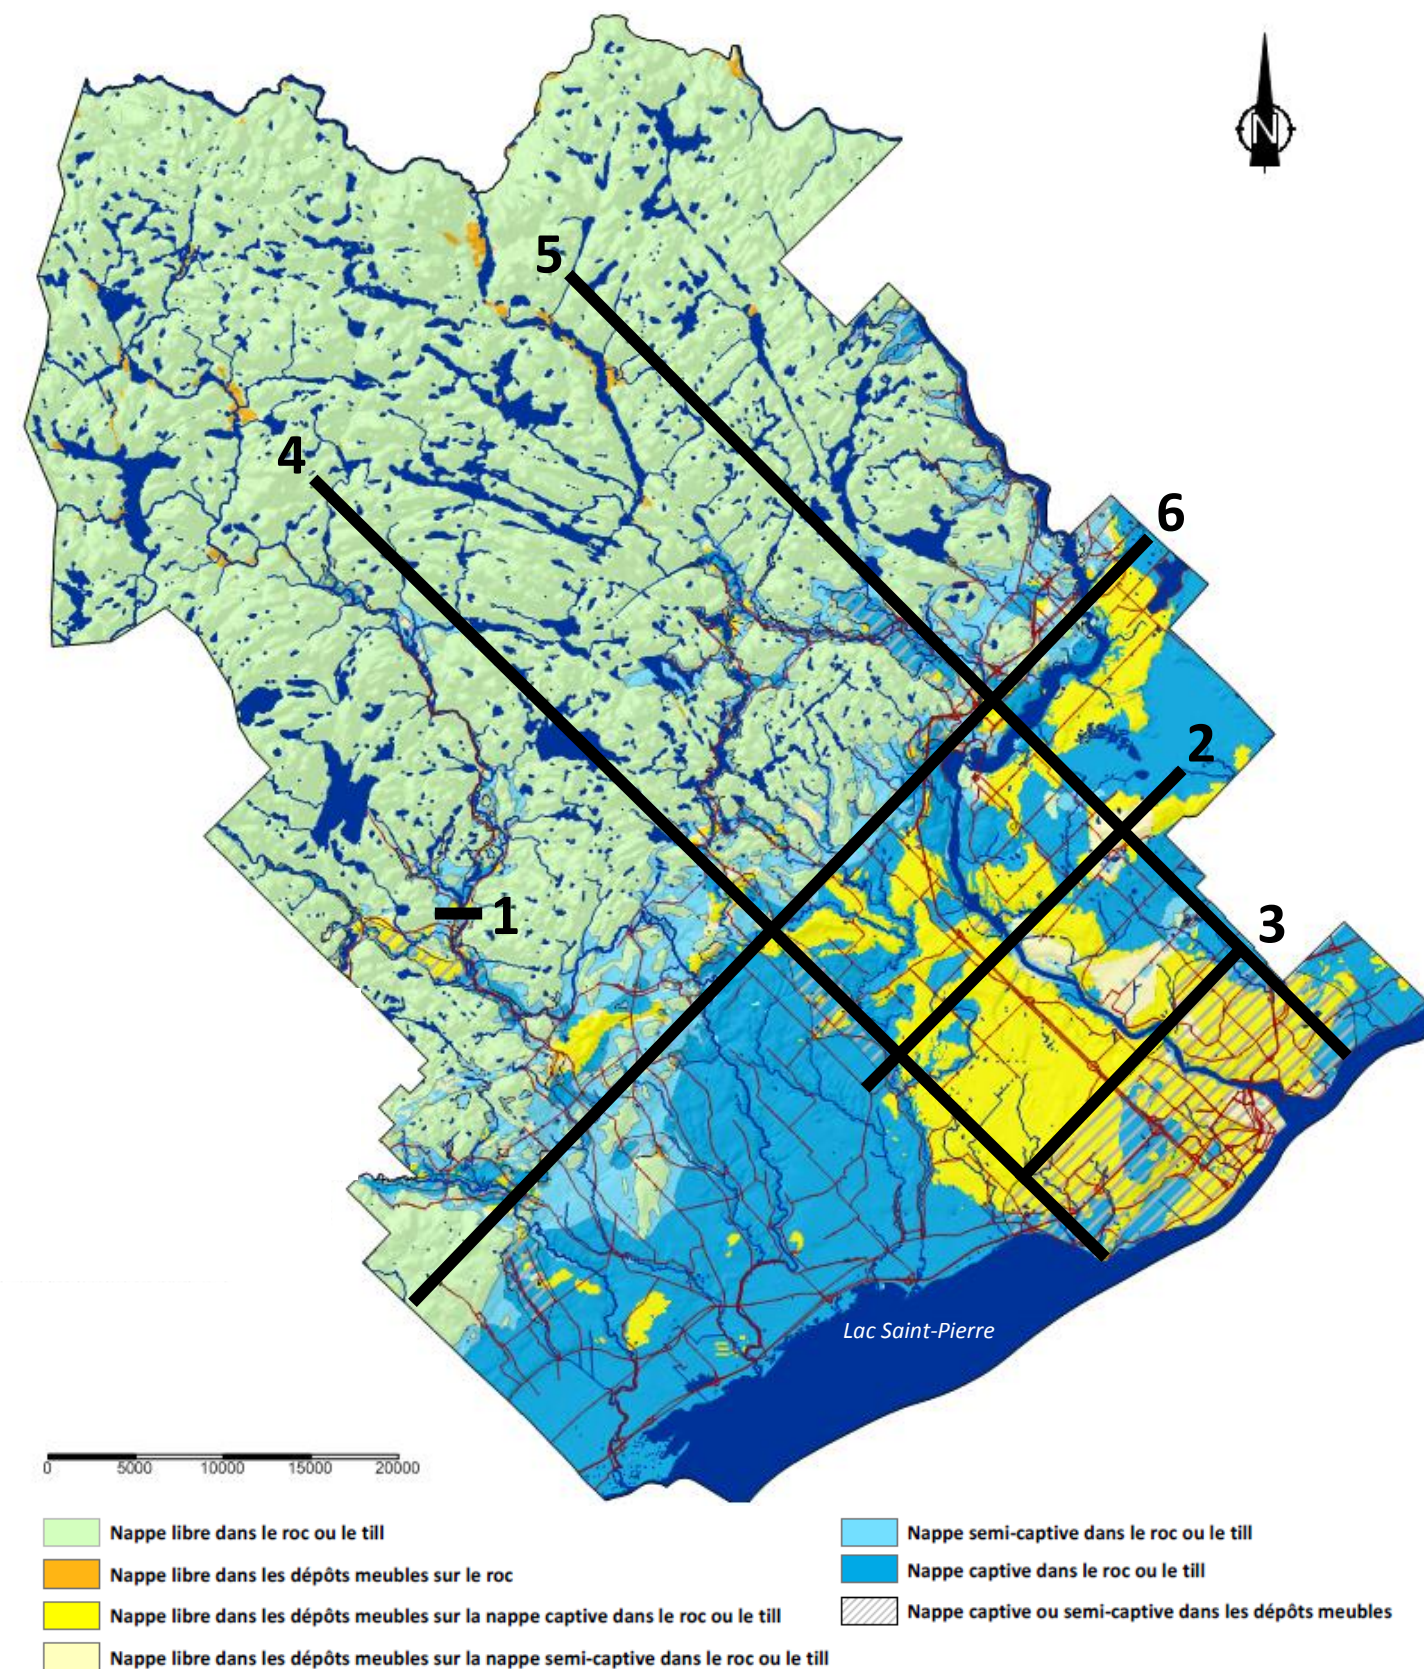 N
5
4
6
2
3
1
Lac Saint-Pierre
0 5000 10000 15000 20000
Nappe libre dans le roc ou le till
Nappe libre dans les dépôts meubles sur le roc
Nappe libre dans les dépôts meubles sur la nappe captive dans le roc ou le till
Nappe libre dans les dépôts meubles sur la nappe semi-captive dans le roc ou le till
Nappe semi-captive dans le roc ou le till
Nappe captive dans le roc ou le till
Nappe captive ou semi-captive dans les dépôts meubles